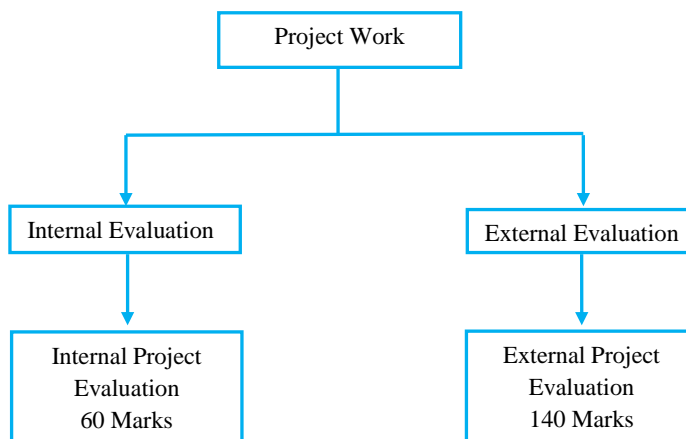 Project Work
Internal Evaluation
External Evaluation
Internal Project
Evaluation
60 Marks
External Project
Evaluation
140 Marks